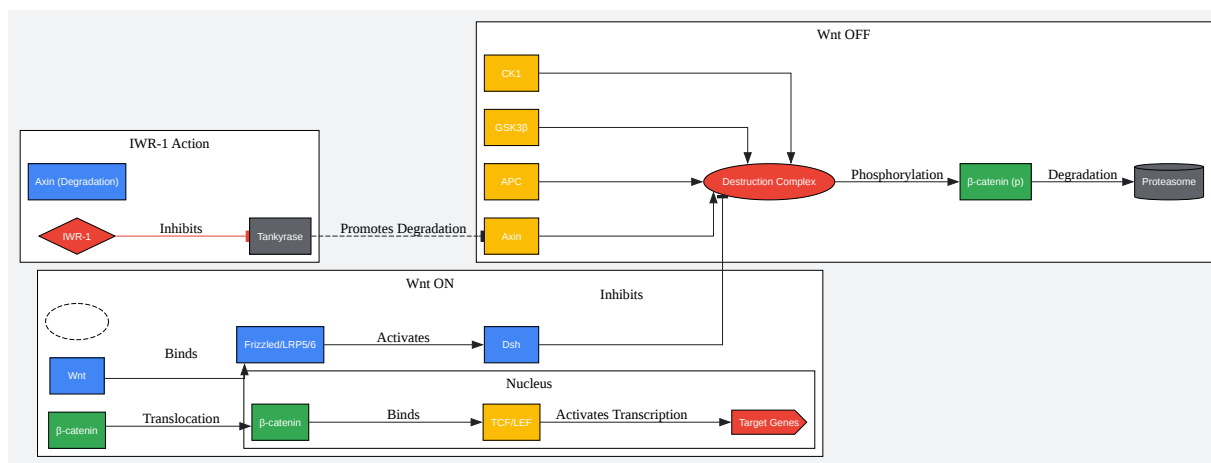 Wnt OFF
CK1
GSK3β
APC
Destruction Complex
Phosphorylation
β-catenin (p)
Degradation
Proteasome
Axin
IWR-1 Action
Axin (Degradation)
IWR-1
Inhibits
Tankyrase
Promotes Degradation
Wnt ON
Inhibits
Frizzled/LRP5/6
Activates
Dsh
Binds
Wnt
Nucleus
β-catenin
Translocation
β-catenin
Binds
TCF/LEF
Activates Transcription
Target Genes